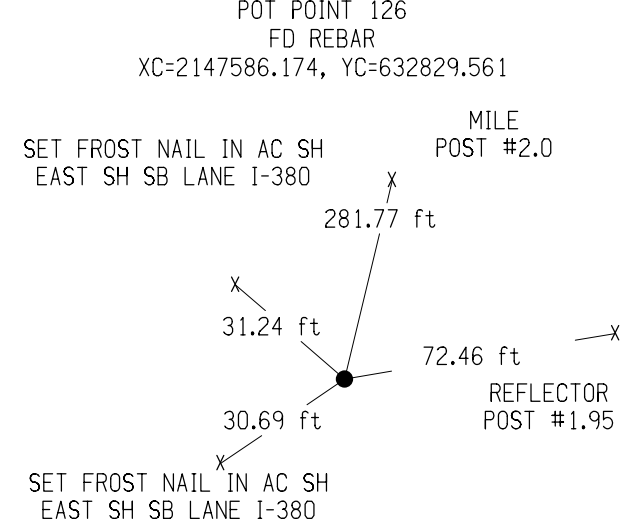 POT POINT 126
FD REBAR
XC=2147586.174, YC=632829.561
MILE
POST #2.0
SET FROST NAIL IN AC SH
EAST SH SB LANE I-380
281.77 ft
31.24 ft
72.46 ft
REFLECTOR
POST #1.95
30.69 ft
SET FROST NAIL IN AC SH
EAST SH SB LANE I-380